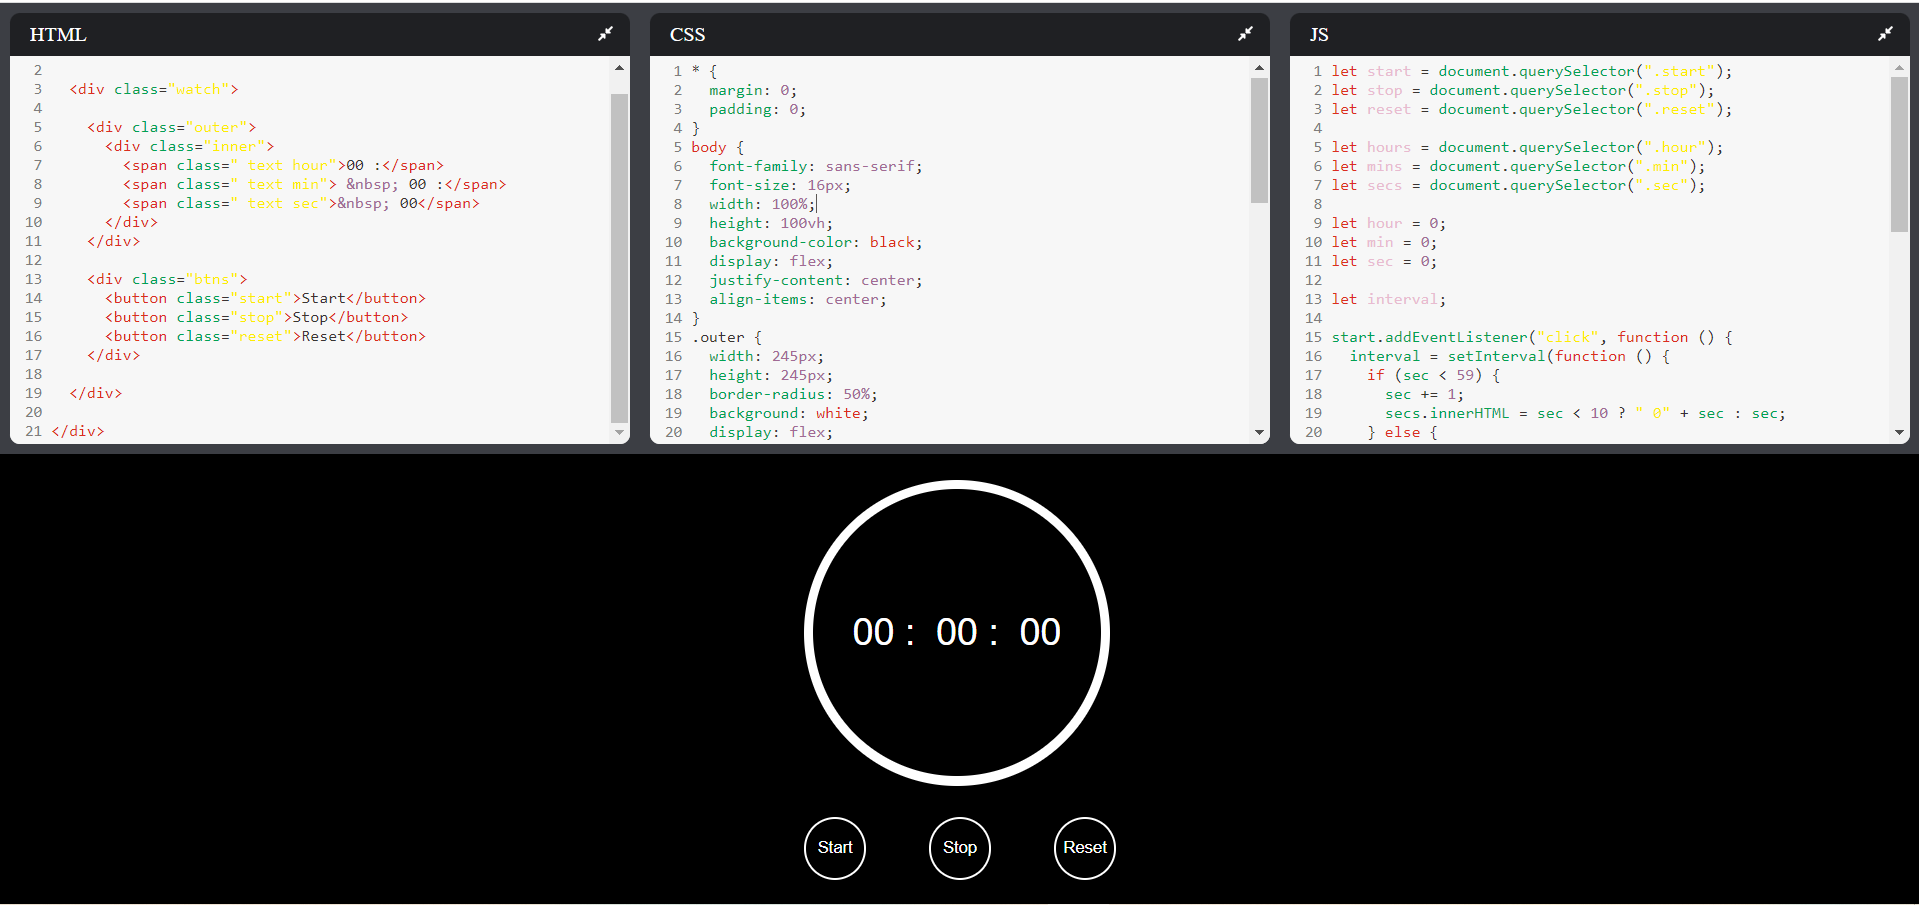 HTML
2
3   <div class="watch">
4
5     <div class="outer">
6       <div class="inner">
7         <span class=" text hour">00 :</span>
8         <span class=" text min"> &nbsp; 00 :</span>
9         <span class=" text sec">&nbsp; 00</span>
10       </div>
11     </div>
12
13     <div class="btns">
14       <button class="start">Start</button>
15       <button class="stop">Stop</button>
16       <button class="reset">Reset</button>
17     </div>
18
19   </div>
20
21 </div>
CSS
1 * {
2   margin: 0;
3   padding: 0;
4 }
5 body {
6   font-family: sans-serif;
7   font-size: 16px;
8   width: 100%;
9   height: 100vh;
10   background-color: black;
11   display: flex;
12   justify-content: center;
13   align-items: center;
14 }
15 .outer {
16   width: 245px;
17   height: 245px;
18   border-radius: 50%;
19   background: white;
20   display: flex;
JS
1 let start = document.querySelector(".start");
2 let stop = document.querySelector(".stop");
3 let reset = document.querySelector(".reset");
4
5 let hours = document.querySelector(".hour");
6 let mins = document.querySelector(".min");
7 let secs = document.querySelector(".sec");
8
9 let hour = 0;
10 let min = 0;
11 let sec = 0;
12
13 let interval;
14
15 start.addEventListener("click", function () {
16   interval = setInterval(function () {
17     if (sec < 59) {
18       sec += 1;
19       secs.innerHTML = sec < 10 ? " 0" + sec : sec;
20     } else {
00 : 00 : 00
Start Stop Reset